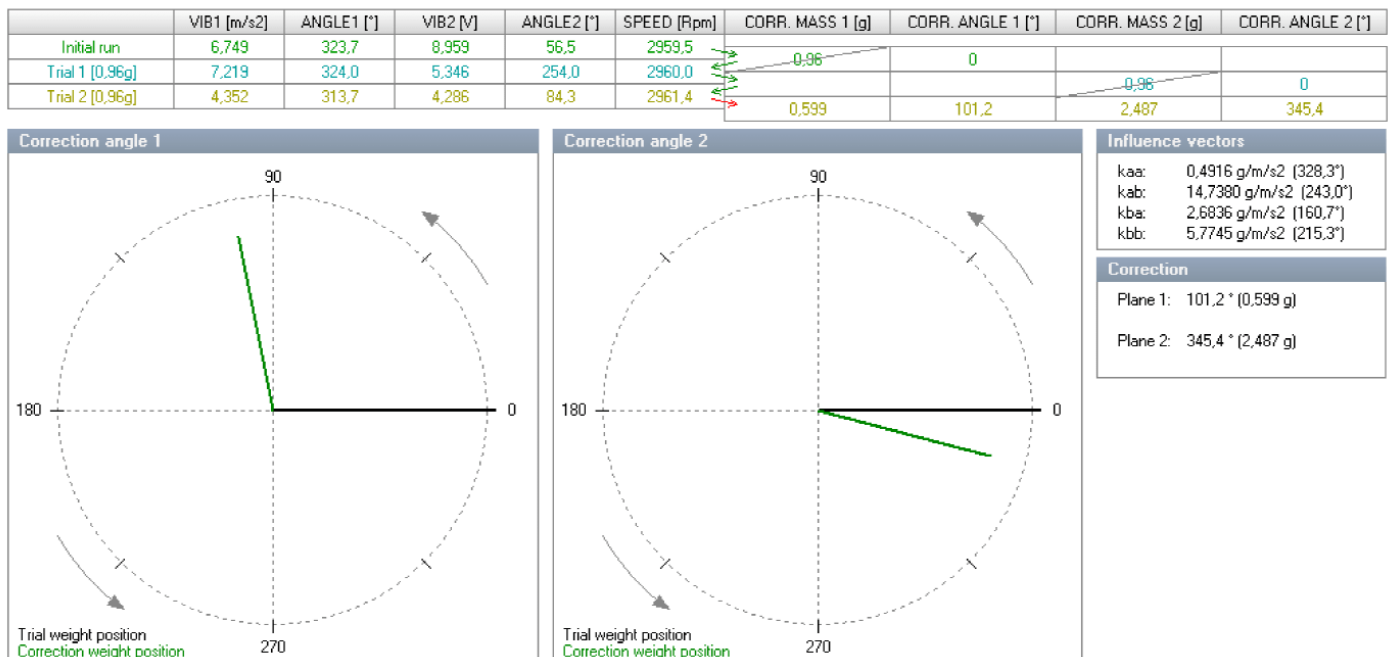 VIB1 [m/s2] ANGLE1 [°] VIB2 [V] ANGLE2 [°] SPEED [Rpm] CORR. MASS 1 [g] CORR. ANGLE 1 [°] CORR. MASS 2 [g] CORR. ANGLE 2 [°]
Initial run 6,749 323,7 8,959 56,5 2959,5 0,96 0
Trial 1 [0,96g] 7,219 324,0 5,346 254,0 2960,0 0,96 0
Trial 2 [0,96g] 4,352 313,7 4,286 84,3 2961,4 0,599 101,2 2,487 345,4
Correction angle 1
90
180
0
270
Trial weight position
Correction weight position
Correction angle 2
90
180
0
270
Trial weight position
Correction weight position
Influence vectors
kaa: 0,4916 g/m/s2 (328,3°)
kab: 14,7380 g/m/s2 (243,0°)
kba: 2,6836 g/m/s2 (160,7°)
kbb: 5,7745 g/m/s2 (215,3°)
Correction
Plane 1: 101,2 ° (0,599 g)
Plane 2: 345,4 ° (2,487 g)